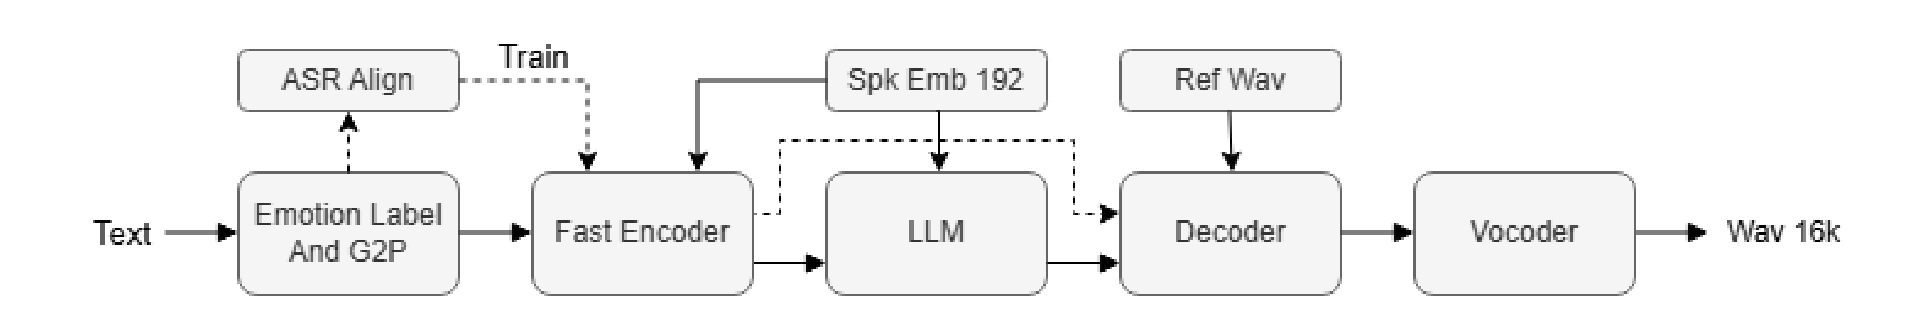 Train
ASR Align
Spk Emb 192
Ref Wav
Text
Emotion Label
And G2P
Fast Encoder
LLM
Decoder
Vocoder
Wav 16k